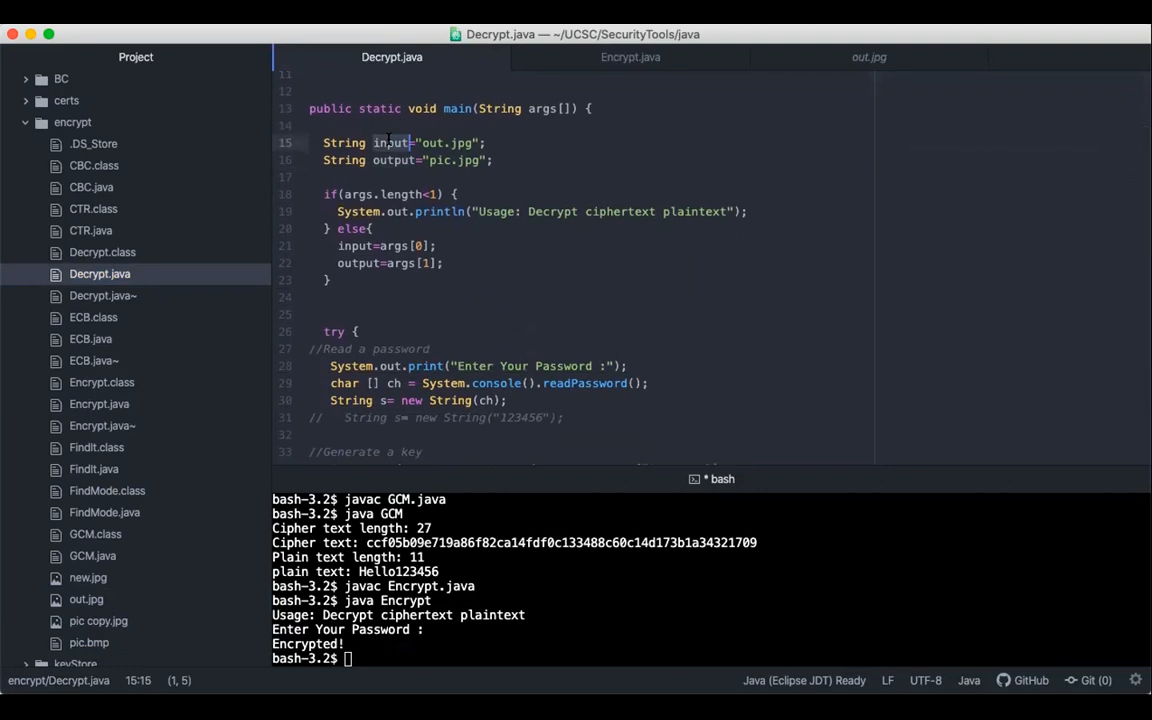 Decrypt.java — ~/UCSC/SecurityTools/java
Project
Decrypt.java
Encrypt.java
out.jpg
BC
certs
encrypt
.DS_Store
CBC.class
CBC.java
CTR.class
CTR.java
Decrypt.class
Decrypt.java
Decrypt.java~
ECB.class
ECB.java
ECB.java~
Encrypt.class
Encrypt.java
Encrypt.java~
FindIt.class
FindIt.java
FindMode.class
FindMode.java
GCM.class
GCM.java
new.jpg
out.jpg
pic copy.jpg
pic.bmp
keyStore
11
12
13 public static void main(String args[]) {
14
15 String input="out.jpg";
16 String output="pic.jpg";
17
18 if(args.length<1) {
19 System.out.println("Usage: Decrypt ciphertext plaintext");
20 } else{
21 input=args[0];
22 output=args[1];
23 }
24
25
26 try {
27 //Read a password
28 System.out.print("Enter Your Password :");
29 char [] ch = System.console().readPassword();
30 String s= new String(ch);
31 // String s= new String("123456");
32
33 //Generate a key
* bash
bash-3.2$ javac GCM.java
bash-3.2$ java GCM
Cipher text length: 27
Cipher text: ccf05b09e719a86f82ca14fdf0c133488c60c14d173b1a34321709
Plain text length: 11
plain text: Hello123456
bash-3.2$ javac Encrypt.java
bash-3.2$ java Encrypt
Usage: Decrypt ciphertext plaintext
Enter Your Password :
Encrypted!
bash-3.2$
encrypt/Decrypt.java 15:15 (1, 5)
Java (Eclipse JDT) Ready LF UTF-8 Java GitHub Git (0)